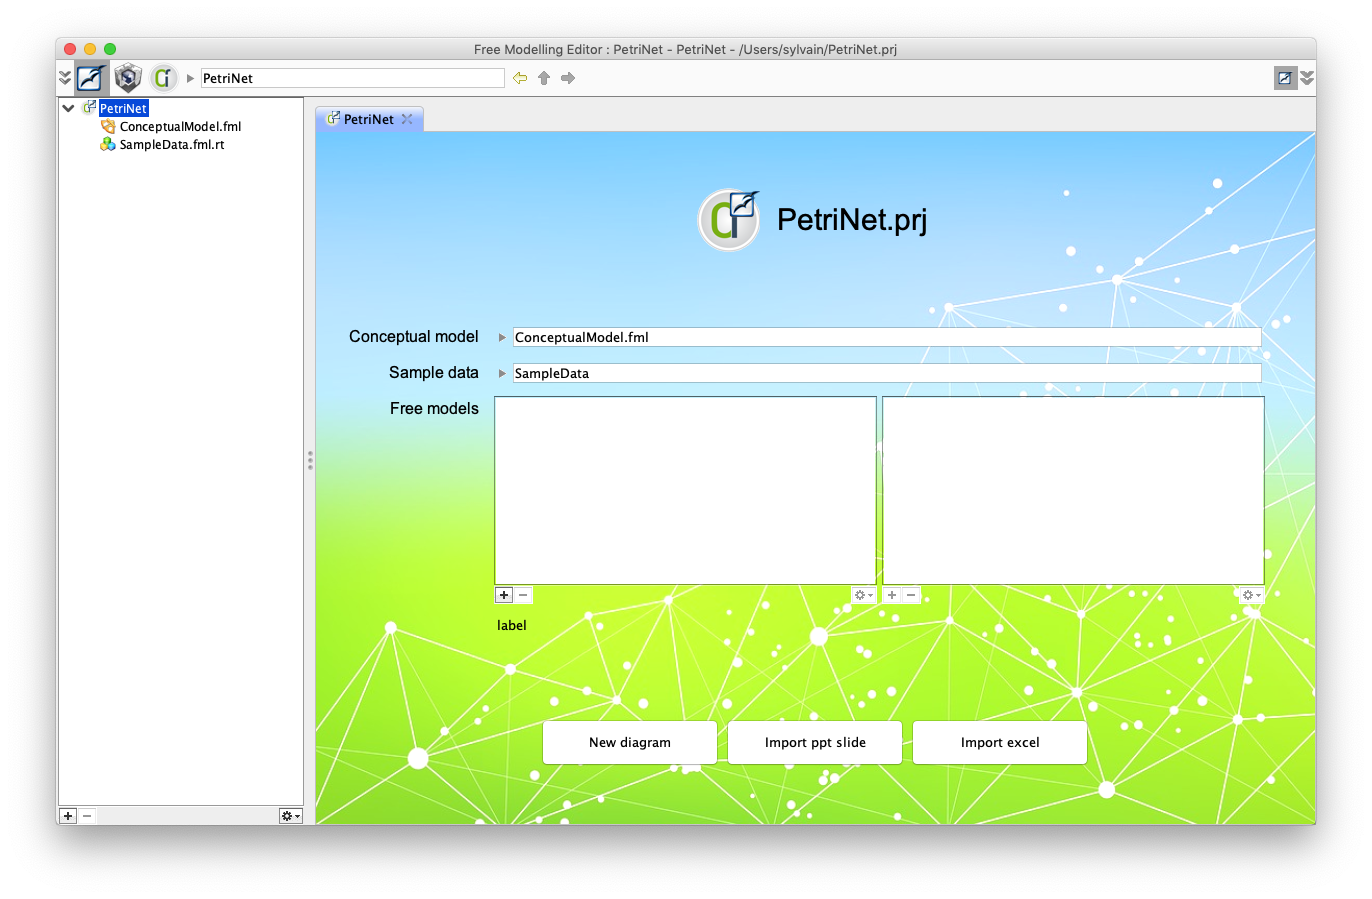 Free Modelling Editor : PetriNet - PetriNet - /Users/sylvain/PetriNet.prj
PetriNet
PetriNet
ConceptualModel.fml
SampleData.fml.rt
PetriNet
PetriNet.prj
Conceptual model
ConceptualModel.fml
Sample data
SampleData
Free models
label
New diagram
Import ppt slide
Import excel